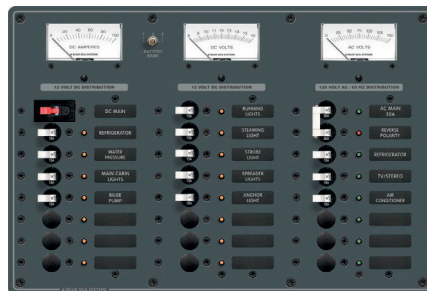 DC AMPERES
DC VOLTS
AC VOLTS
BATTERY
BANK
12 VOLT DC DISTRIBUTION
12 VOLT DC DISTRIBUTION
120 VOLT AC / 60 HZ DISTRIBUTION
DC MAIN
REFRIGERATOR
WATER
PRESSURE
MAIN CABIN
LIGHTS
BILGE
PUMP
RUNNING
LIGHTS
STEAMING
LIGHT
STROBE
LIGHT
SPREADER
LIGHTS
ANCHOR
LIGHT
AC MAIN
30A
REVERSE
POLARITY
REFRIGERATOR
TV/STEREO
AIR
CONDITIONER